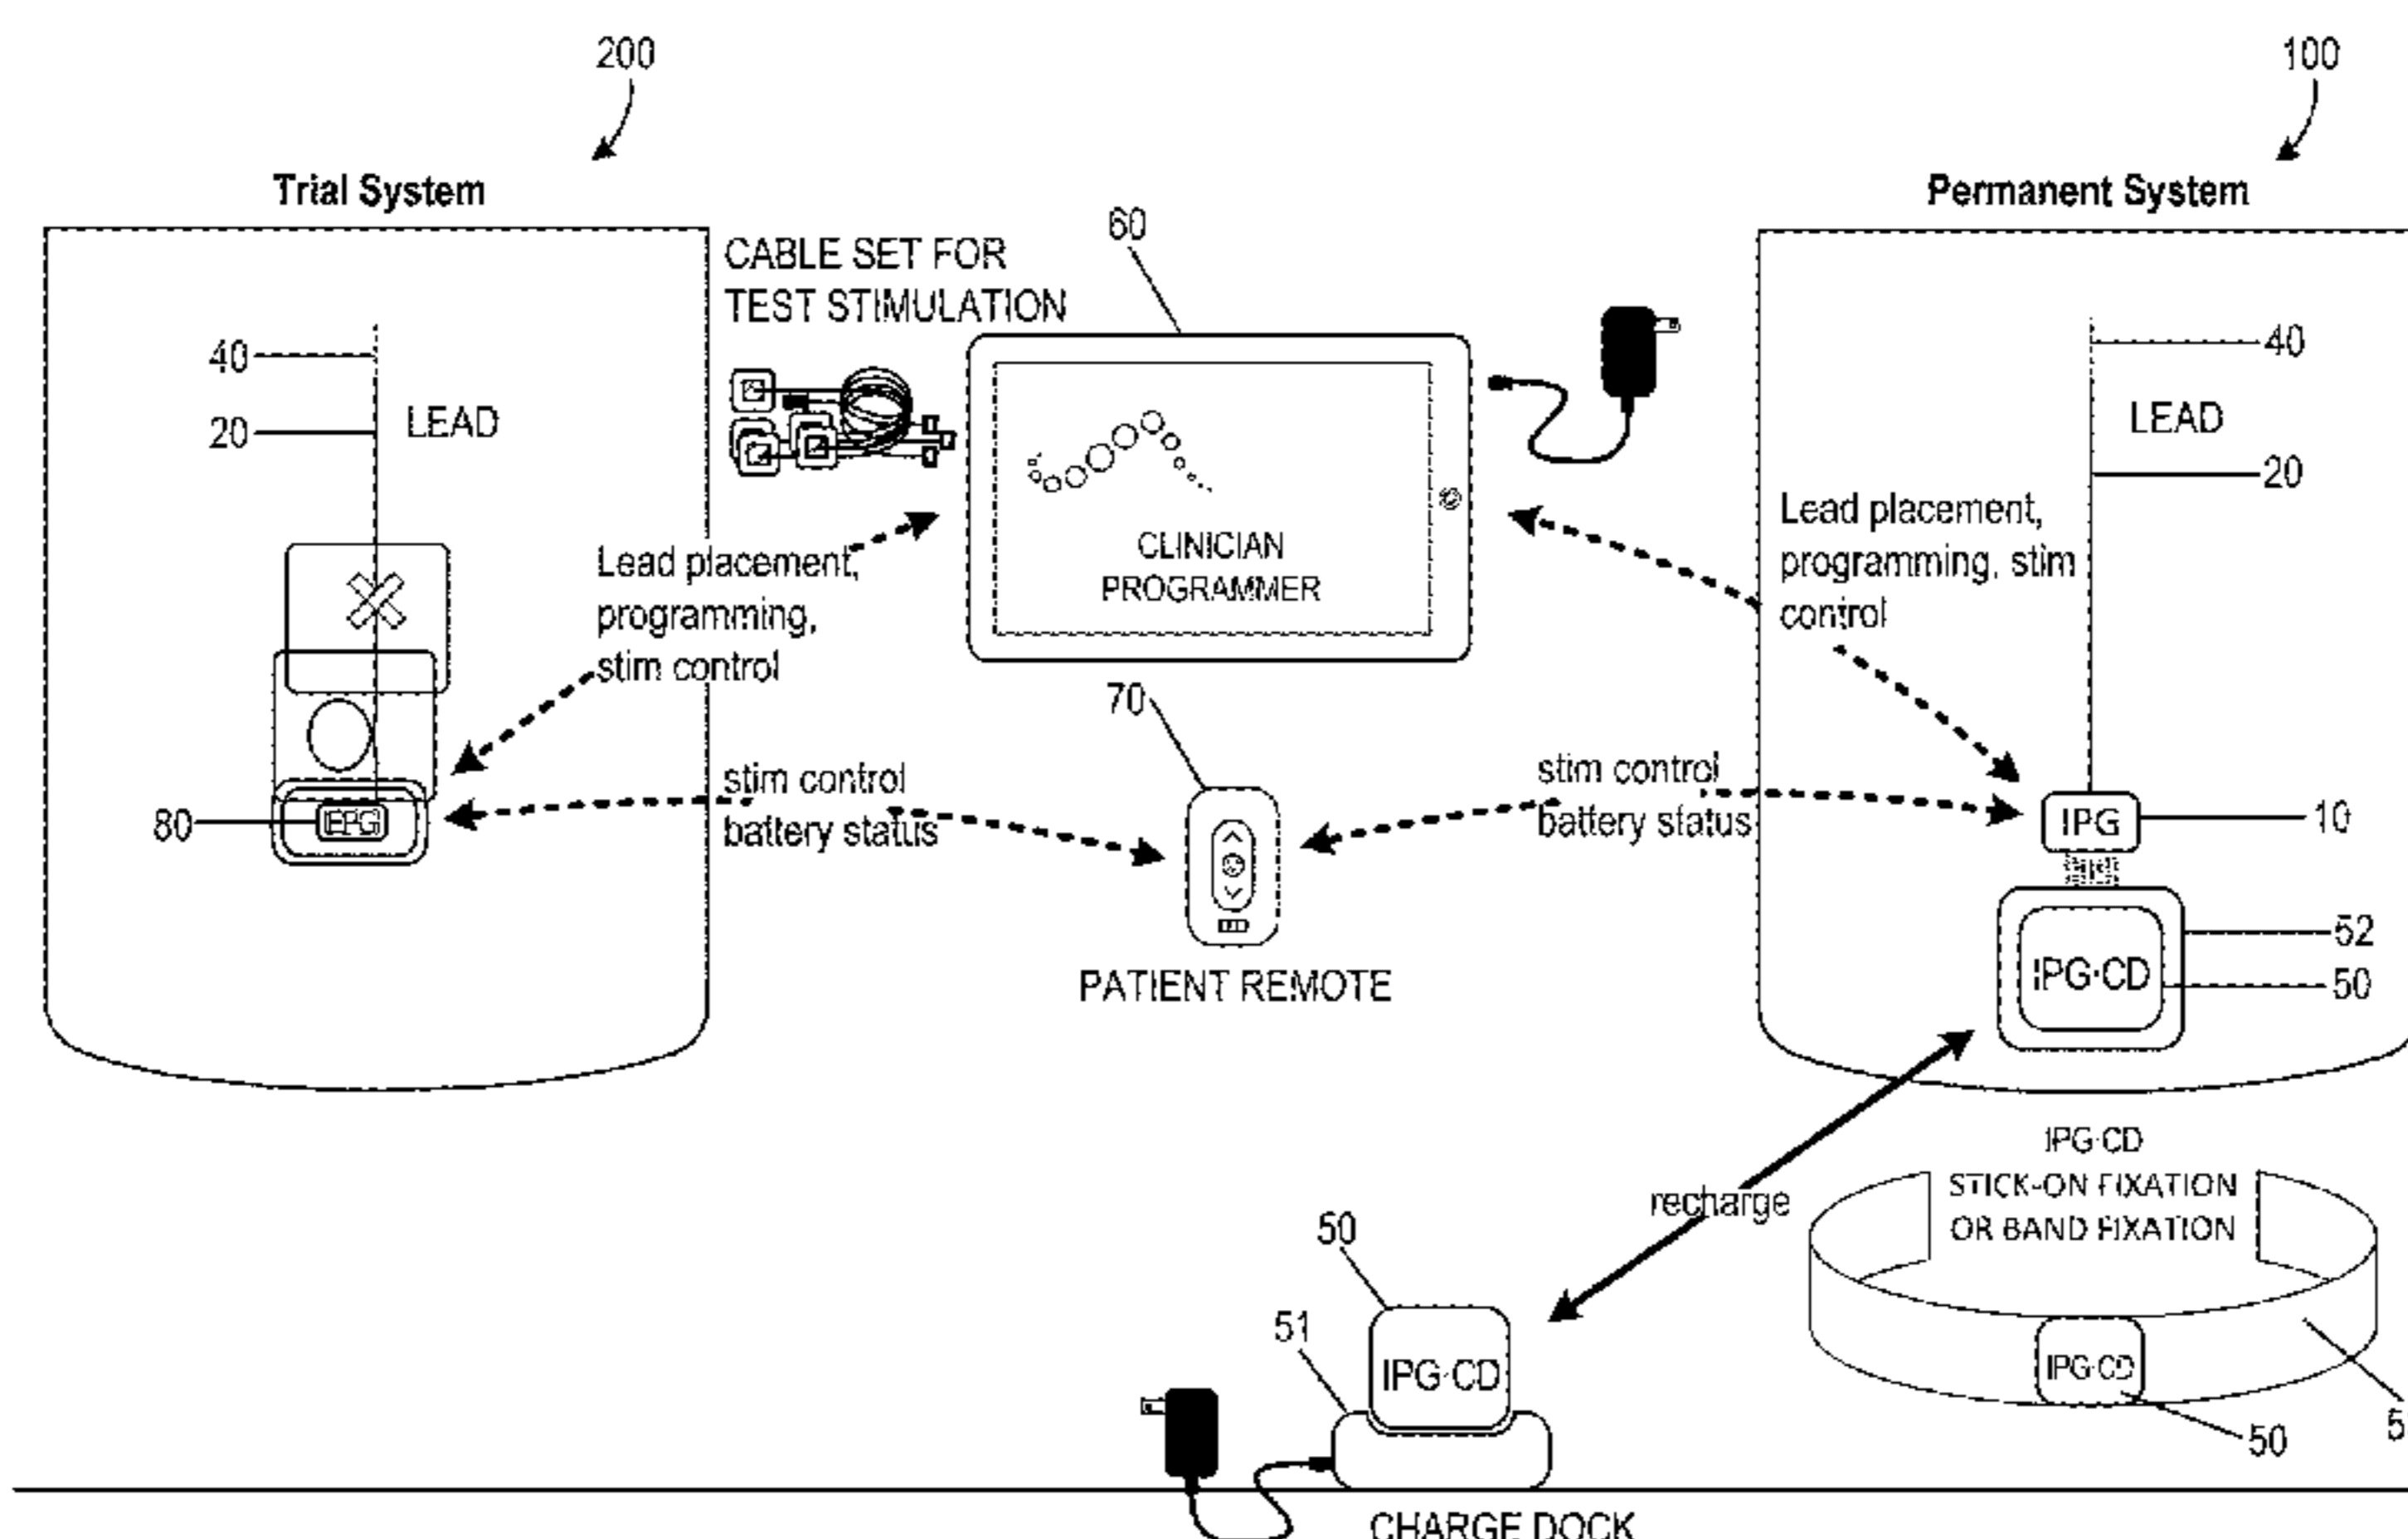 200
100
Trial System
Permanent System
CABLE SET FOR
TEST STIMULATION
60
40
20
LEAD
40
LEAD
20
Lead placement,
programming,
stim control
CLINICIAN
PROGRAMMER
Lead placement,
programming, stim
control
70
stim control
battery status
stim control
battery status
80
EPG
IPG
10
52
IPG-CD
50
PATIENT REMOTE
IPG-CD
STICK-ON FIXATION
OR BAND FIXATION
recharge
50
51
IPG-CD
IPG-CD
50
5
CHARGE DOCK